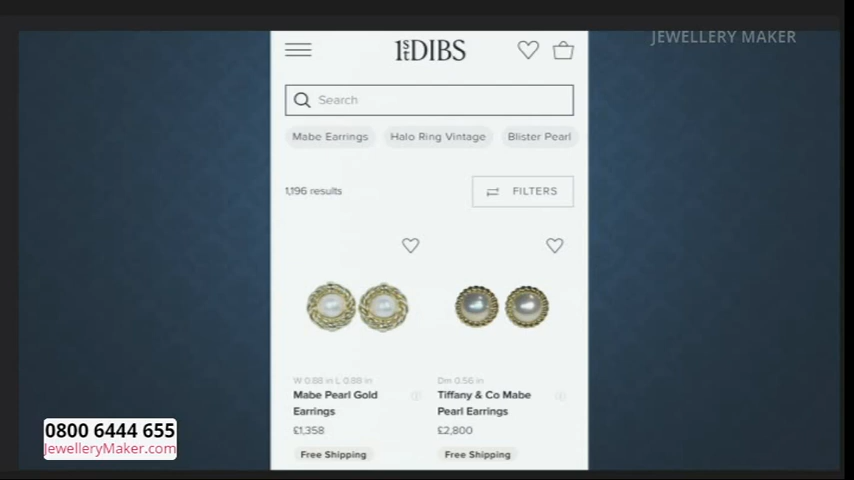 JEWELLERY MAKER
1stDIBS
Search
Mabe Earrings
Halo Ring Vintage
Blister Pearl
1,196 results
FILTERS
W 0.88 in L 0.88 in
Dm 0.56 in
Mabe Pearl Gold
Earrings
Tiffany & Co Mabe
Pearl Earrings
£1,358
£2,800
Free Shipping
Free Shipping
0800 6444 655
JewelleryMaker.com